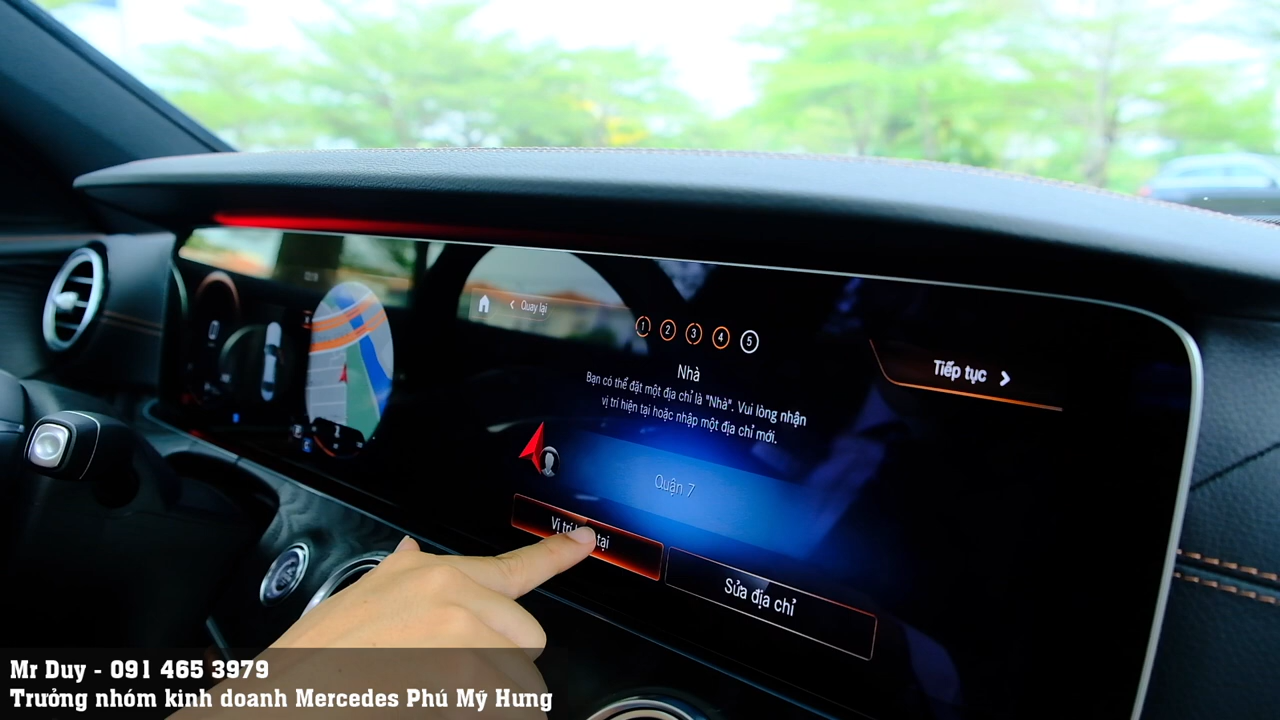 Quay lại
1 2 3 4 5
Tiếp tục
Nhà
Bạn có thể đặt một địa chỉ là "Nhà". Vui lòng nhận
vị trí hiện tại hoặc nhập một địa chỉ mới.
Quận 7
Vị trí tại
Sửa địa chỉ
Mr Duy - 091 465 3979
Trưởng nhóm kinh doanh Mercedes Phú Mỹ Hưng